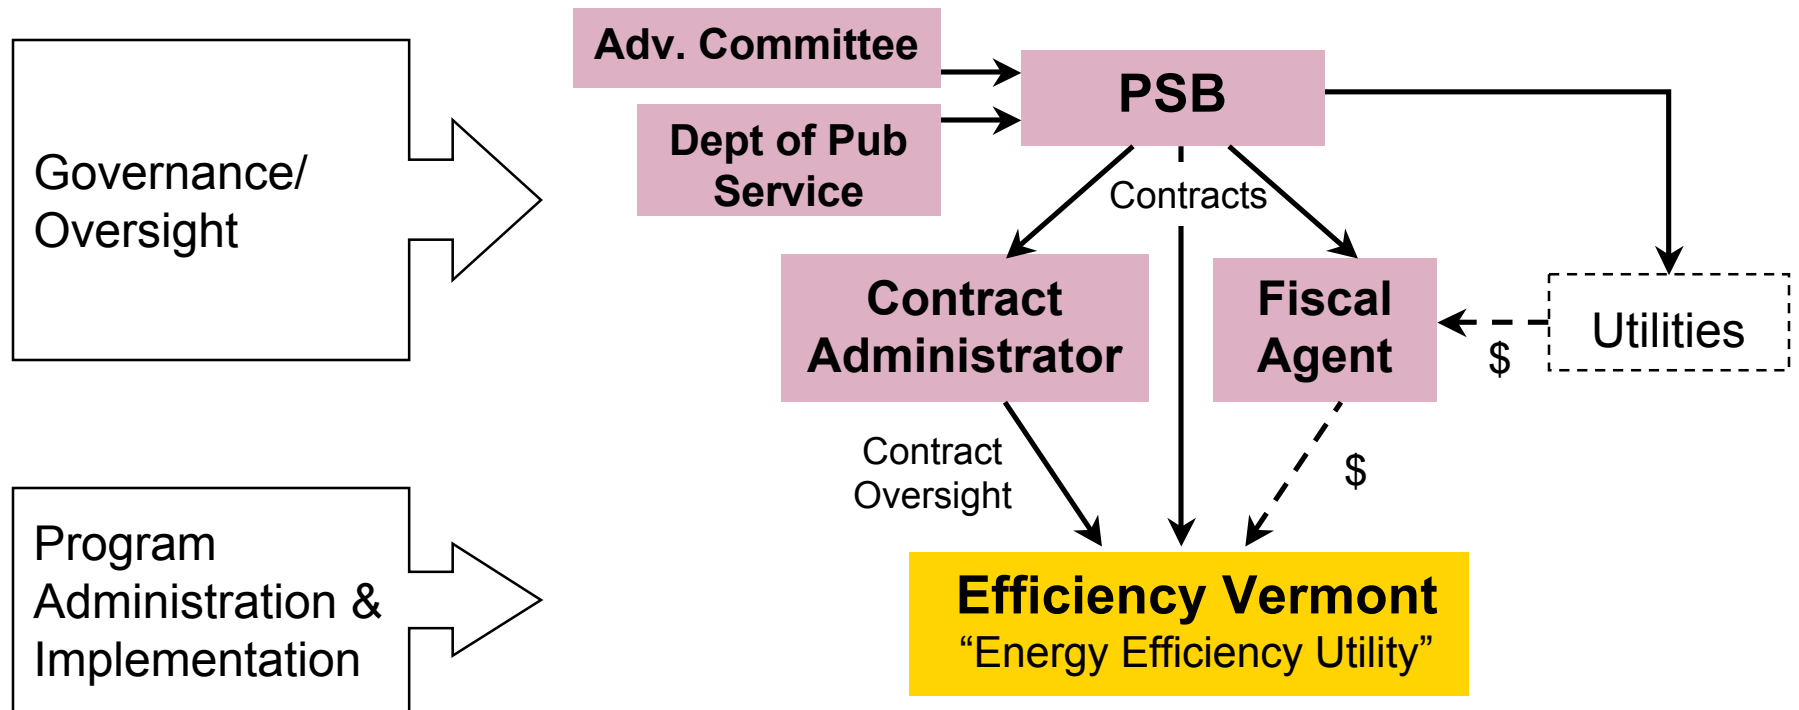 Governance/
Oversight
Adv. Committee
Dept of Pub
Service
PSB
Contracts
Contract
Administrator
Fiscal
Agent
Utilities
$
Contract
Oversight
$
Program
Administration &
Implementation
Efficiency Vermont
“Energy Efficiency Utility”